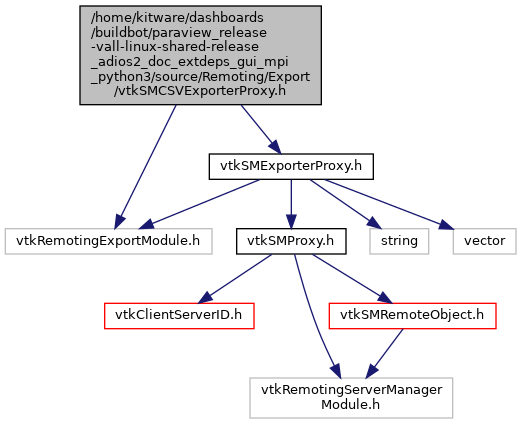 /home/kitware/dashboards
/buildbot/paraview_release
-vall-linux-shared-release
_adios2_doc_extdeps_gui_mpi
_python3/source/Remoting/Export
/vtkSMCSVExporterProxy.h
vtkSMExporterProxy.h
vtkRemotingExportModule.h
vtkSMProxy.h
string
vector
vtkClientServerID.h
vtkSMRemoteObject.h
vtkRemotingServerManager
Module.h